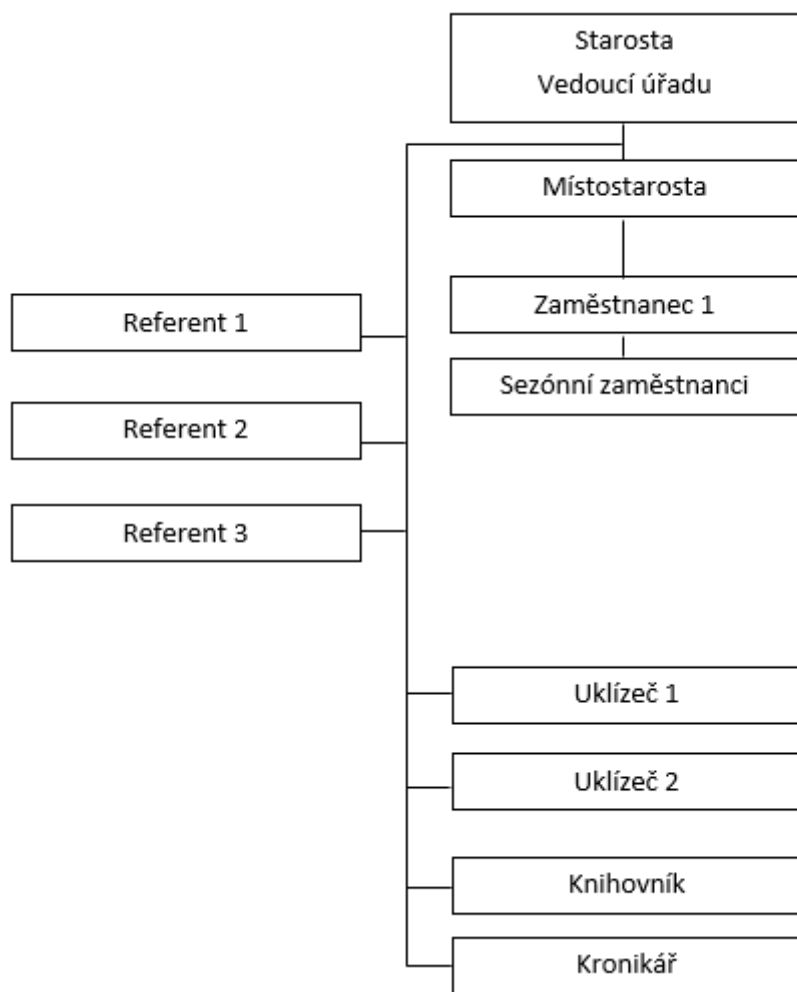 Starosta
Vedoucí úřadu
Místostarosta
Zaměstnanec 1
Sezónní zaměstnanci
Referent 1
Referent 2
Referent 3
Uklízeč 1
Uklízeč 2
Knihovník
Kronikář